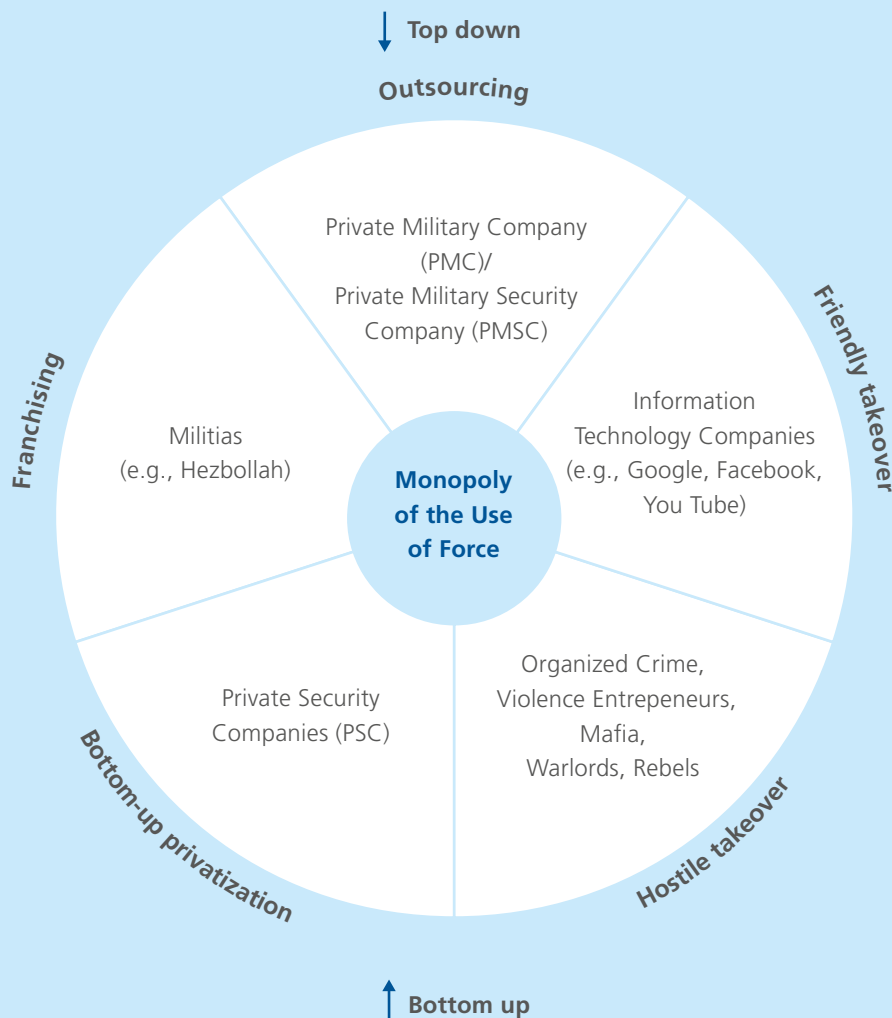 Top down
Outsourcing
Private Military Company
(PMC)/
Private Military Security
Company (PMSC)
Friendly takeover
Information
Technology Companies
(e.g., Google, Facebook,
You Tube)
Franchising
Militias
(e.g., Hezbollah)
Monopoly
of the Use
of Force
Organized Crime,
Violence Entrepeneurs,
Mafia,
Warlords, Rebels
Hostile takeover
Private Security
Companies (PSC)
Bottom-up privatization
Bottom up